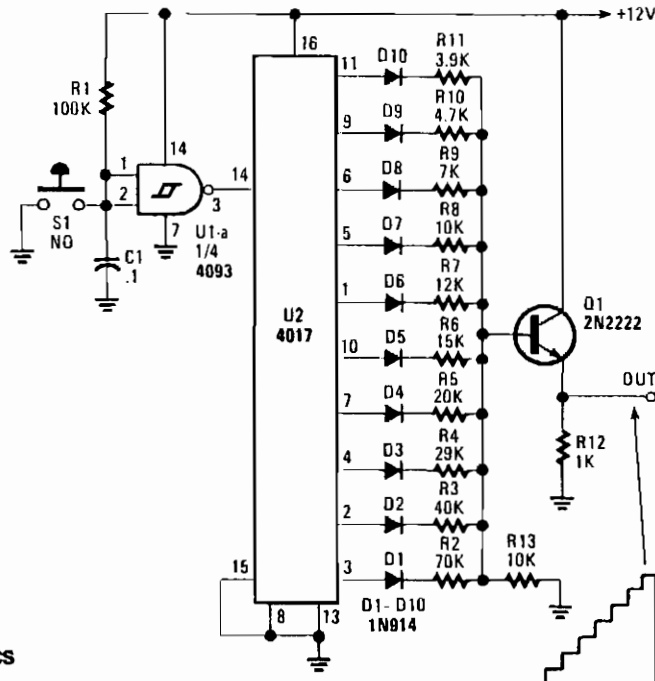 +12V
16
R1
100K
14
1
2
3
7
S1
NO
C1
.1
U1-a
1/4
4093
14
U2
4017
11
D10
R11
3.9K
9
D9
R10
4.7K
6
D8
R9
7K
5
D7
R8
10K
1
D6
R7
12K
10
D5
R6
15K
7
D4
R5
20K
4
D3
R4
29K
2
D2
R3
40K
3
D1
R2
70K
R13
10K
D1-D10
1N914
15
8
13
Q1
2N2222
OUT
R12
1K
cs